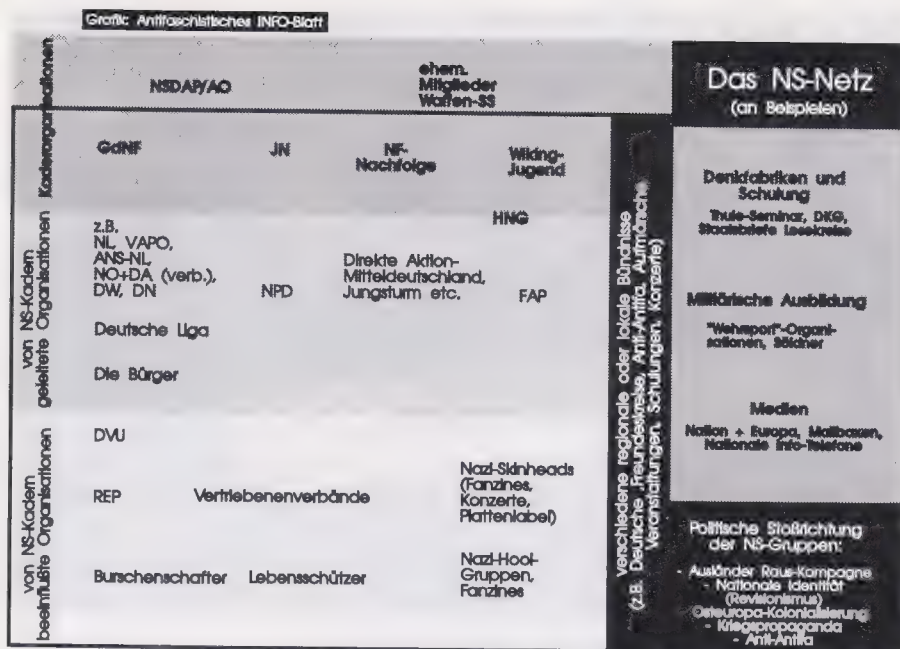 Grafik: Antifaschistisches INFO-Blatt
Kaderorganisationen
NSDAP/AO
ehem.
Mitglieder
Waffen-SS
GdNF
JN
NF-
Nachfolge
Wiking-
Jugend
HNG
von NS-Kadern
geleitete Organisationen
z.B.
NL, VAPO,
ANS-NL,
NO+DA (verb.),
DW, DN
NPD
Direkte Aktion-
Mitteldeutschland,
Jungsturm etc.
FAP
Deutsche Liga
Die Bürger
von NS-Kadern
beeinflußte Organisationen
DVU
REP
Vertriebenenverbände
Nazi-Skinheads
(Fanzines,
Konzerte,
Plattenlabel)
Burschenschafter
Lebensschützer
Nazi-Hool-
Gruppen,
Fanzines
Verschiedene regionale oder lokale Bündnisse
(z.B. Deutsche Freundeskreise, Anti-Antifa, Aufmärsche,
Veranstaltungen, Schulungen, Konzerte)
Das NS-Netz
(an Beispielen)
Denkfabriken und
Schulung
Thule-Seminar, DKG,
Staatsbriefe Lesekreise
Militärische Ausbildung
"Wehrsport"-Organi-
sationen, Söldner
Medien
Nation + Europa, Mailboxen,
Nationale Info-Telefone
Politische Stoßrichtung
der NS-Gruppen:
- Ausländer Raus-Kampagne
- Nationale Identität
(Revisionismus)
Osteuropa-Kolonialisierung
- Kriegspropaganda
- Anti-Antifa